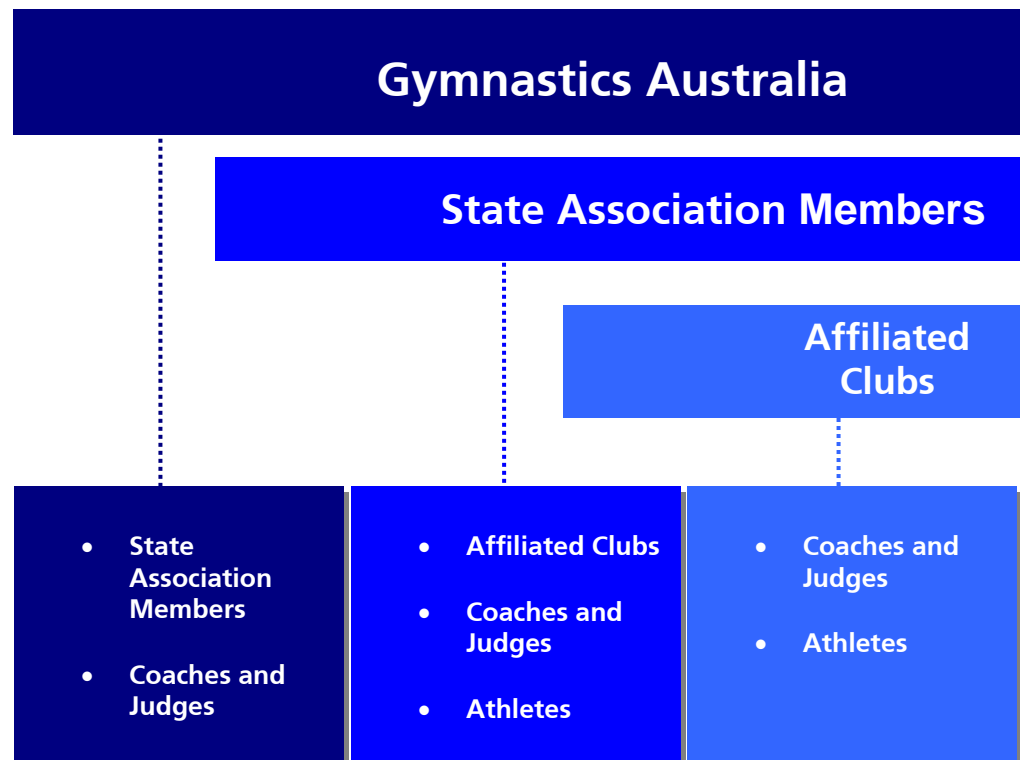 Gymnastics Australia
State Association Members
Affiliated
Clubs
• State
Association
Members
• Coaches and
Judges
• Affiliated Clubs
• Coaches and
Judges
• Athletes
• Coaches and
Judges
• Athletes